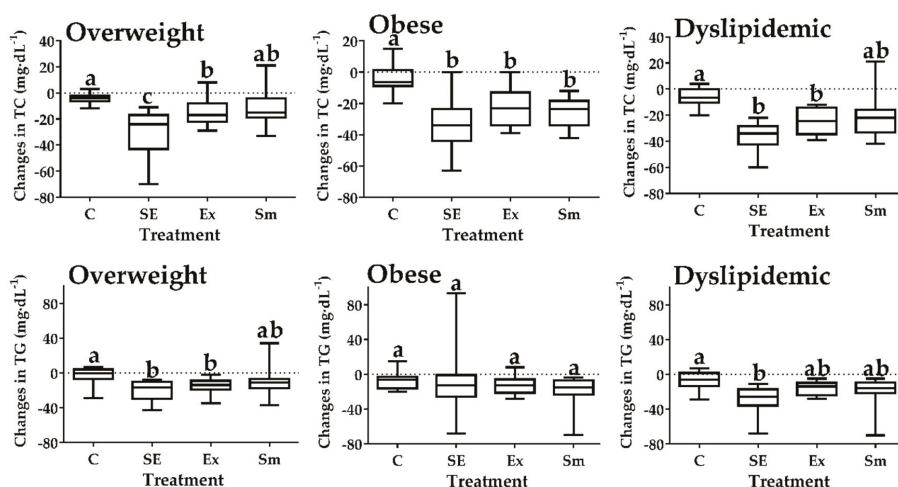 Overweight
Changes in TC (mg·dL⁻¹)
40
20
0
-20
-40
-60
-80
a
c
b
ab
C SE Ex Sm
Treatment
Obese
Changes in TC (mg·dL⁻¹)
20
0
-20
-40
-60
-80
a
b
b
b
C SE Ex Sm
Treatment
Dyslipidemic
Changes in TC (mg·dL⁻¹)
40
20
0
-20
-40
-60
-80
a
b
b
ab
C SE Ex Sm
Treatment
Overweight
Changes in TG (mg·dL⁻¹)
80
40
0
-40
-80
a
b
b
ab
C SE Ex Sm
Treatment
Obese
Changes in TG (mg·dL⁻¹)
80
40
0
-40
-80
a
a
a
a
C SE Ex Sm
Treatment
Dyslipidemic
Changes in TG (mg·dL⁻¹)
80
40
0
-40
-80
a
b
ab
ab
C SE Ex Sm
Treatment